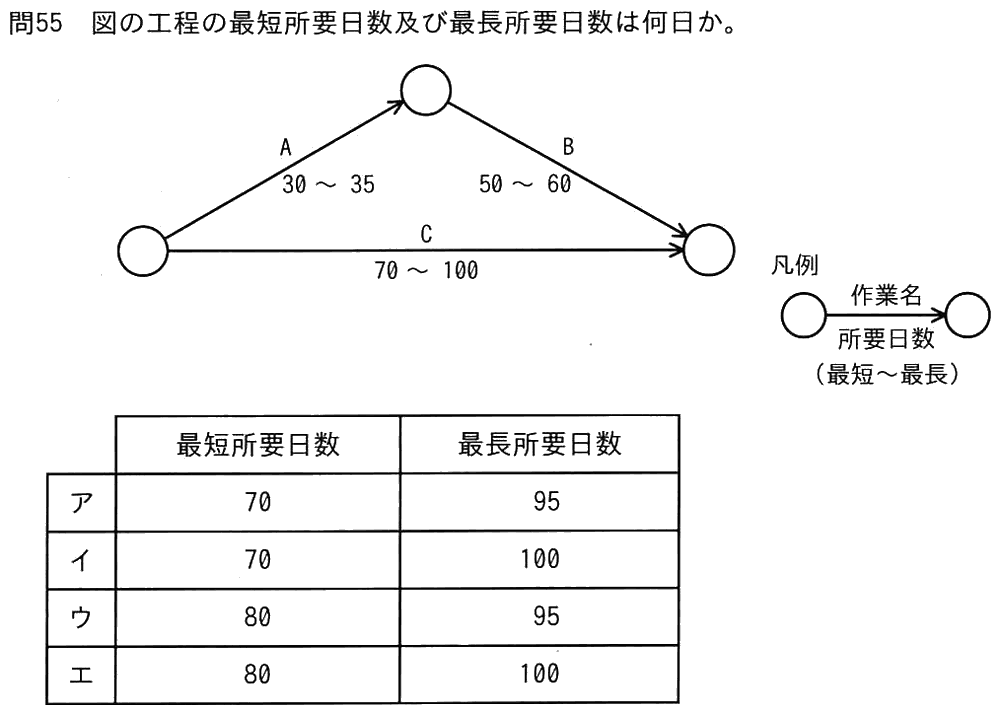 問55 図の工程の最短所要日数及び最長所要日数は何日か。
A
30 ～ 35
B
50 ～ 60
C
70 ～ 100
凡例
作業名
所要日数
（最短～最長）
最短所要日数 最長所要日数
ア 70 95
イ 70 100
ウ 80 95
エ 80 100